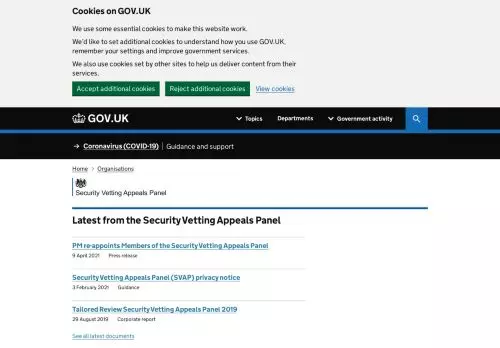 Cookies on GOV.UK
We use some essential cookies to make this website work.
We'd like to set additional cookies to understand how you use GOV.UK,
remember your settings and improve government services.
We also use cookies set by other sites to help us deliver content from their
services.
Accept additional cookies Reject additional cookies View cookies
GOV.UK Topics Departments Government activity
→ Coronavirus (COVID-19) Guidance and support
Home > Organisations
Security Vetting Appeals Panel
Latest from the Security Vetting Appeals Panel
PM re-appoints Members of the Security Vetting Appeals Panel
9 April 2021 Press release
Security Vetting Appeals Panel (SVAP) privacy notice
3 February 2021 Guidance
Tailored Review Security Vetting Appeals Panel 2019
29 August 2019 Corporate report
See all latest documents